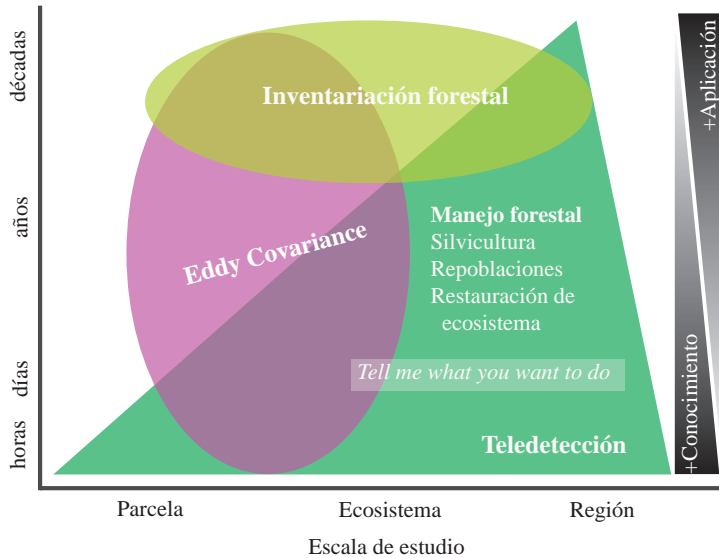 décadas
años
días
horas
Inventariación forestal
Eddy Covariance
Manejo forestal
Silvicultura
Repoblaciones
Restauración de
ecosistema
Tell me what you want to do
Teledetección
+Aplicación
+Conocimiento
Parcela
Ecosistema
Región
Escala de estudio